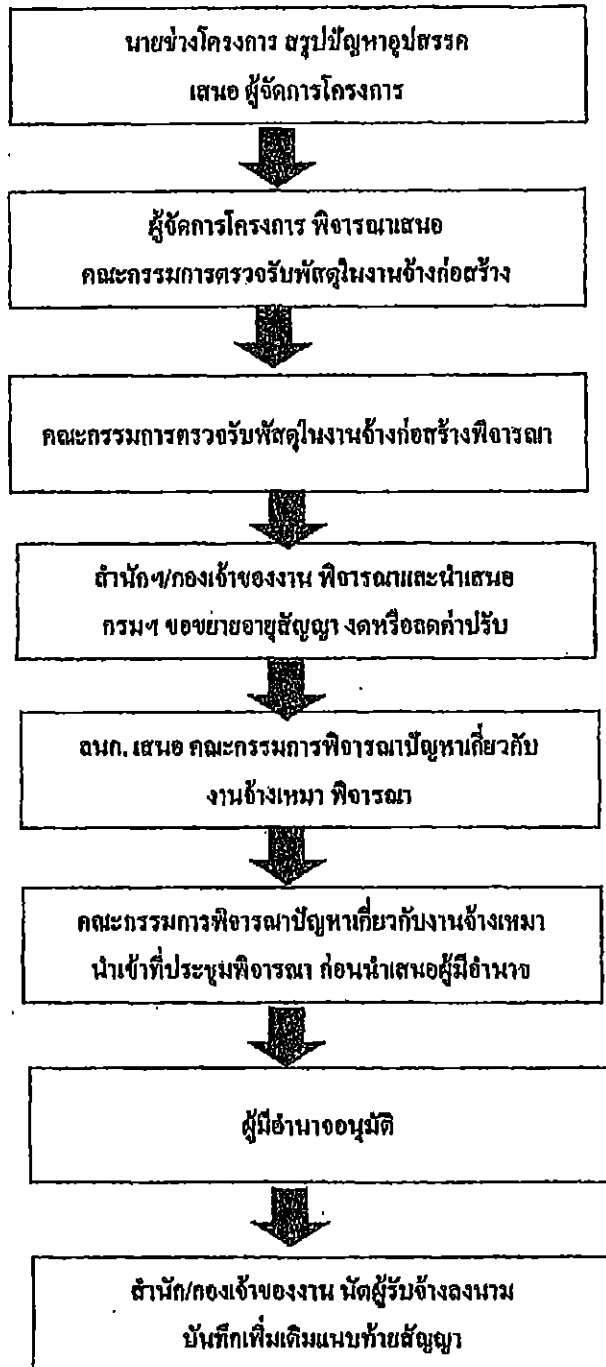 นายช่างโครงการ สรุปปัญหาอุปสรรค
เสนอ ผู้จัดการโครงการ
ผู้จัดการโครงการ พิจารณาเสนอ
คณะกรรมการตรวจรับพัสดุในงานจ้างก่อสร้าง
คณะกรรมการตรวจรับพัสดุในงานจ้างก่อสร้างพิจารณา
สำนักฯ/กองเจ้าของงาน พิจารณาและนำเสนอ
กรมฯ ขอขยายอายุสัญญา งดหรือลดค่าปรับ
ลนก. เสนอ คณะกรรมการพิจารณาปัญหาเกี่ยวกับ
งานจ้างเหมา พิจารณา
คณะกรรมการพิจารณาปัญหาเกี่ยวกับงานจ้างเหมา
นำเข้าที่ประชุมพิจารณา ก่อนนำเสนอผู้มีอำนาจ
ผู้มีอำนาจอนุมัติ
สำนัก/กองเจ้าของงาน นัดผู้รับจ้างลงนาม
บันทึกเพิ่มเติมแนบท้ายสัญญา